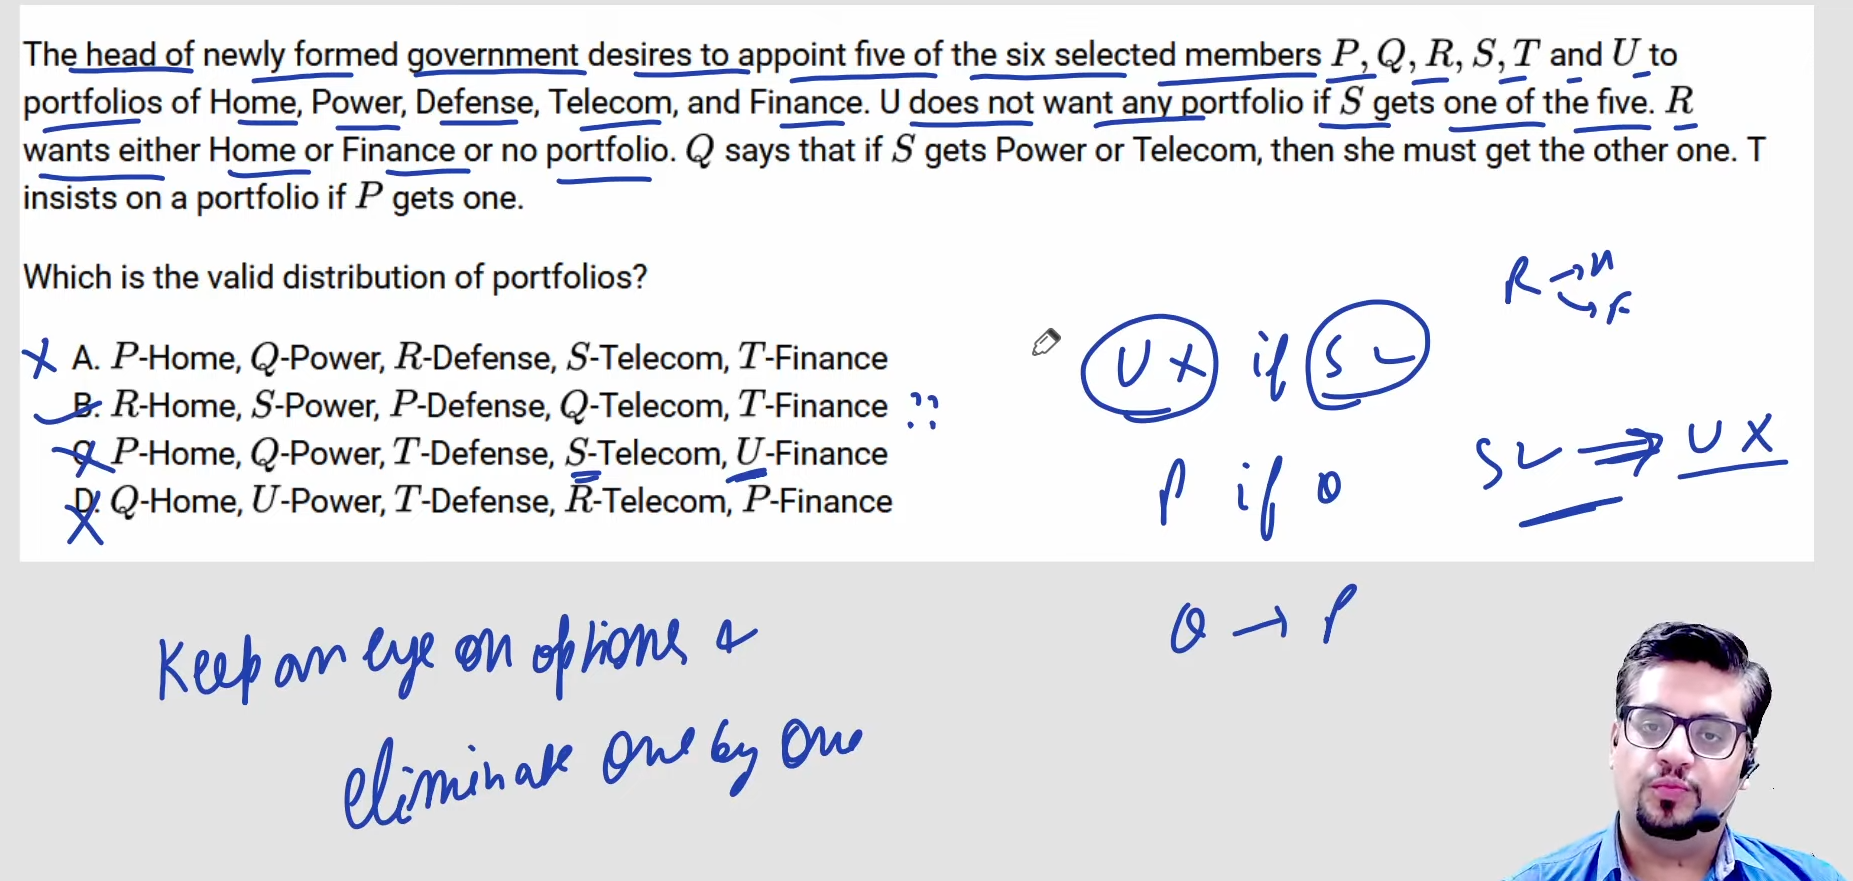 The head of newly formed government desires to appoint five of the six selected members P, Q, R, S, T and U to
portfolios of Home, Power, Defense, Telecom, and Finance. U does not want any portfolio if S gets one of the five. R
wants either Home or Finance or no portfolio. Q says that if S gets Power or Telecom, then she must get the other one. T
insists on a portfolio if P gets one.
Which is the valid distribution of portfolios?
A. P-Home, Q-Power, R-Defense, S-Telecom, T-Finance
B. R-Home, S-Power, P-Defense, Q-Telecom, T-Finance
C. P-Home, Q-Power, T-Defense, S-Telecom, U-Finance
D. Q-Home, U-Power, T-Defense, R-Telecom, P-Finance
R → H
→ F
U X if S ✓
S ✓ ⇒ U X
P if Q
Q → P
Keep an eye on options &
eliminate one by one